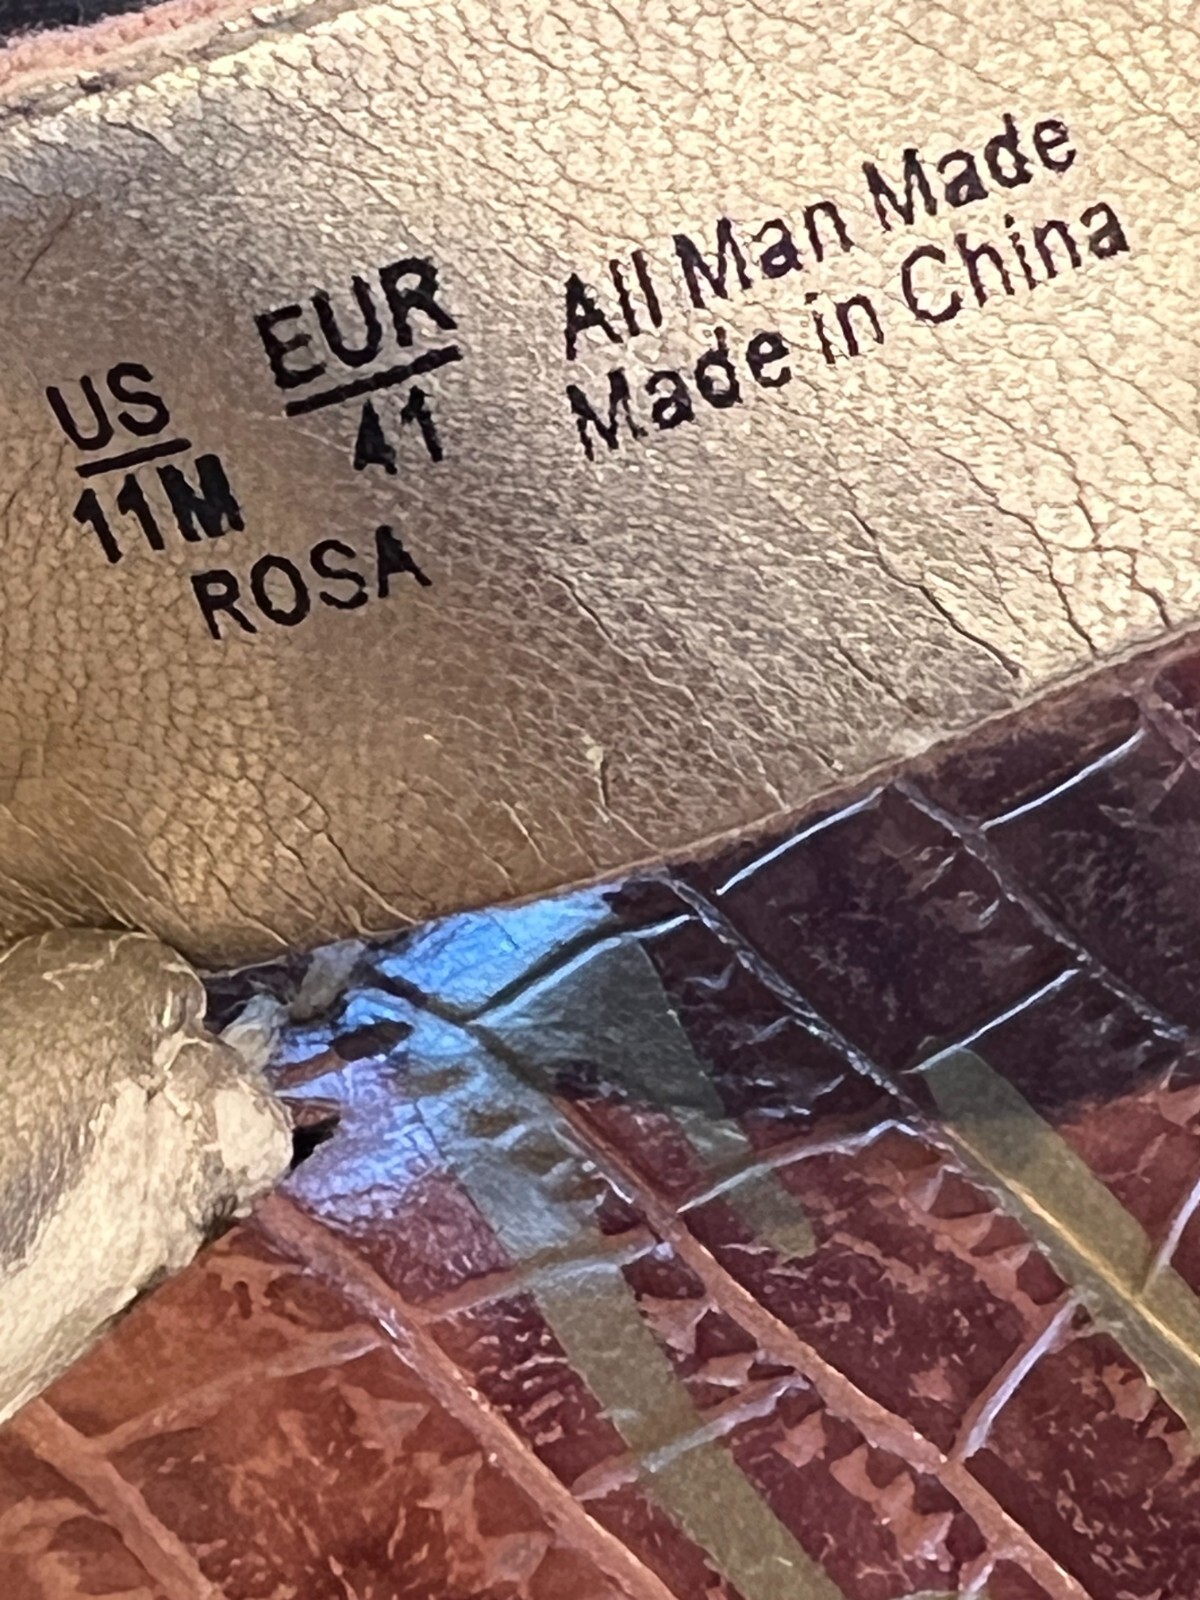 US
11M
EUR
41
ROSA
All Man Made
Made in China